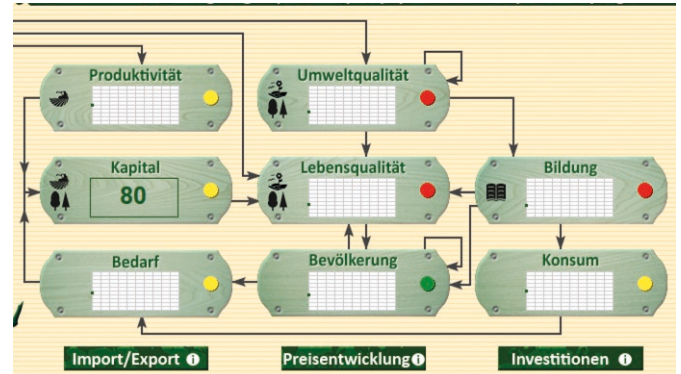 Produktivität
Umweltqualität
Kapital
80
Lebensqualität
Bildung
Bedarf
Bevölkerung
Konsum
Import/Export i
Preisentwicklung i
Investitionen i